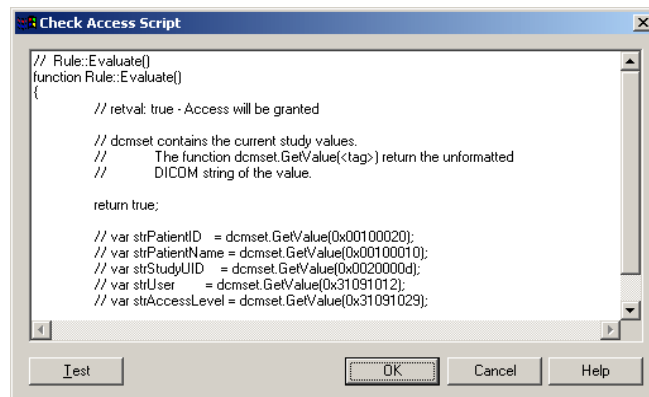 Check Access Script
// Rule::Evaluate()
function Rule::Evaluate()
{
// retval: true - Access will be granted
// dcmset contains the current study values.
// The function dcmset.GetValue(<tag>) return the unformatted
// DICOM string of the value.
return true;
// var strPatientID = dcmset.GetValue(0x00100020);
// var strPatientName = dcmset.GetValue(0x00100010);
// var strStudyUID = dcmset.GetValue(0x0020000d);
// var strUser = dcmset.GetValue(0x31091012);
// var strAccessLevel = dcmset.GetValue(0x31091029);
Test OK Cancel Help